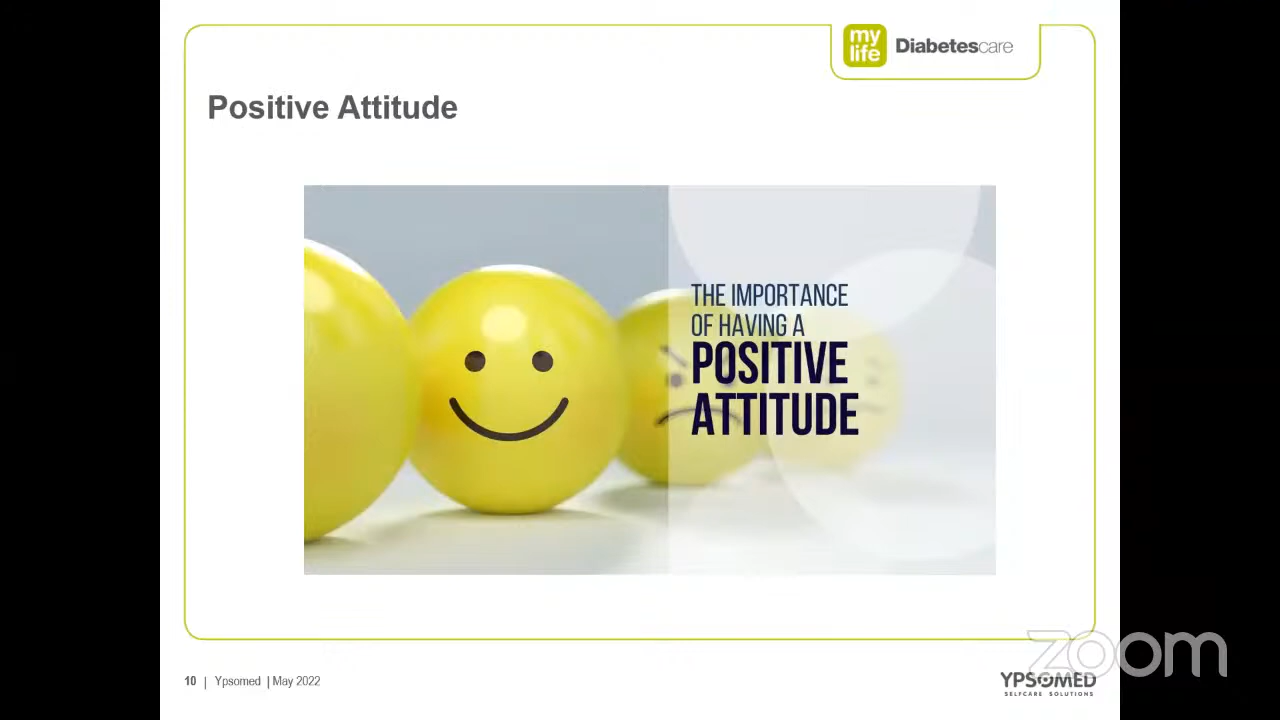 my
life
Diabetescare
Positive Attitude
THE IMPORTANCE
OF HAVING A
POSITIVE
ATTITUDE
10 | Ypsomed | May 2022
YPSOMED
SELFCARE SOLUTIONS
zoom